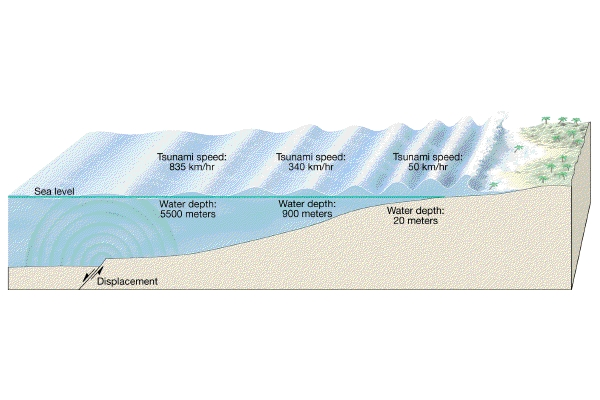 Tsunami speed:
835 km/hr
Tsunami speed:
340 km/hr
Tsunami speed:
50 km/hr
Sea level
Water depth:
5500 meters
Water depth:
900 meters
Water depth:
20 meters
Displacement